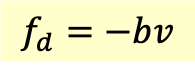 f_d = −bv